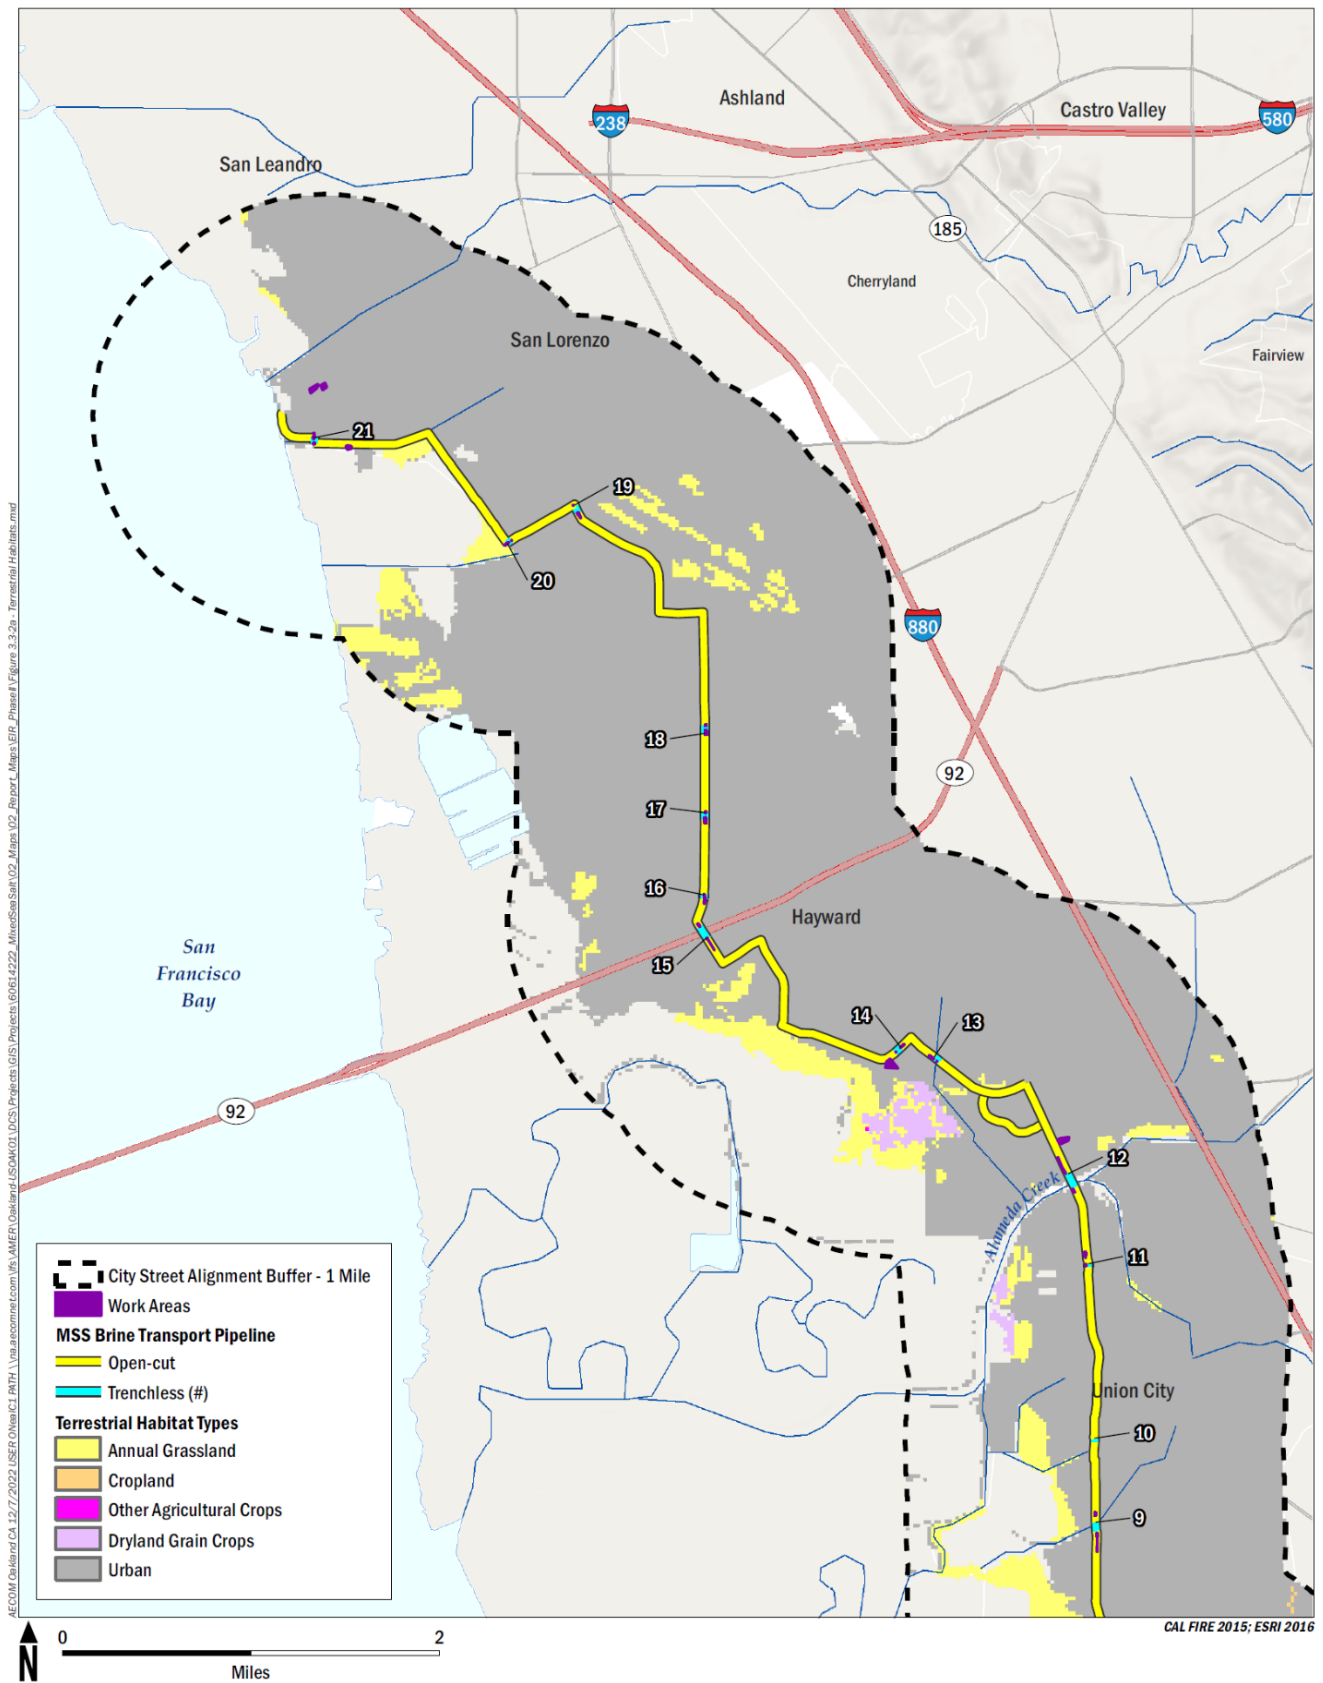 Ashland
Castro Valley
580
238
San Leandro
185
Cherryland
San Lorenzo
Fairview
21
19
20
880
18
92
17
16
Hayward
15
San
Francisco
Bay
14
13
92
12
Alameda Creek
11
Union City
10
9
City Street Alignment Buffer - 1 Mile
Work Areas
MSS Brine Transport Pipeline
Open-cut
Trenchless (#)
Terrestrial Habitat Types
Annual Grassland
Cropland
Other Agricultural Crops
Dryland Grain Crops
Urban
CAL FIRE 2015; ESRI 2016
N
0
2
Miles